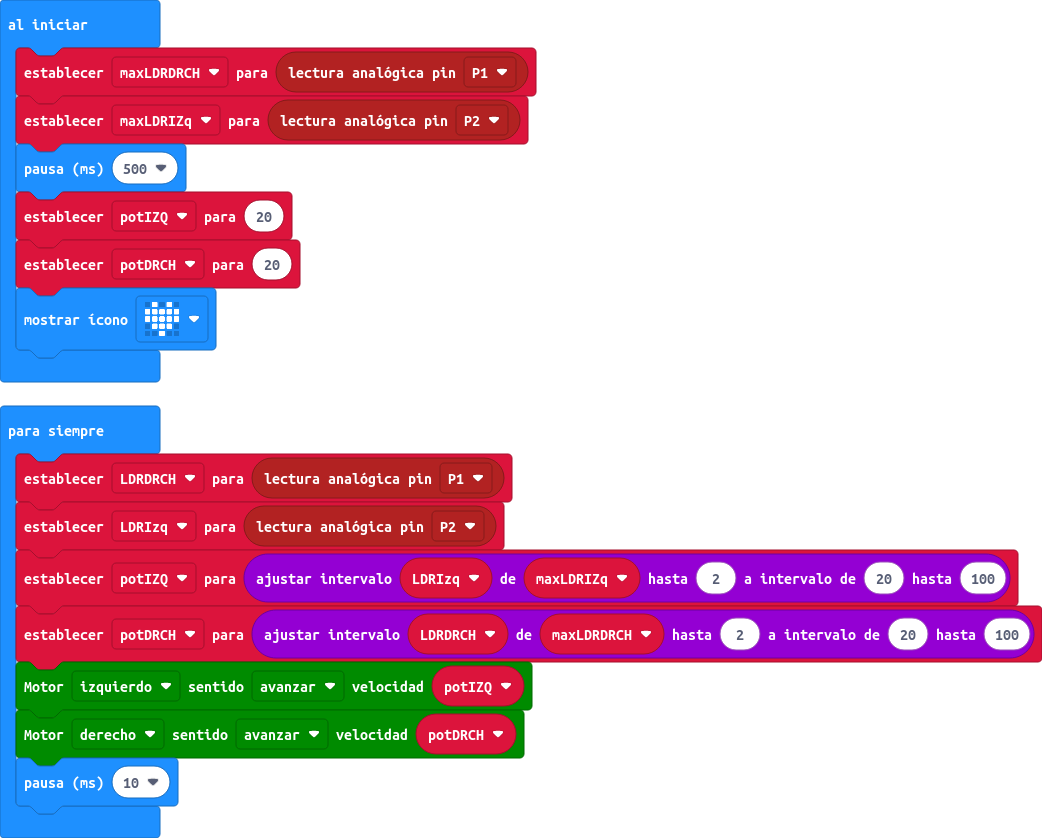 al iniciar
establecer maxLDRDRCH para lectura analógica pin P1
establecer maxLDRIZq para lectura analógica pin P2
pausa (ms) 500
establecer potIZQ para 20
establecer potDRCH para 20
mostrar ícono
para siempre
establecer LDRDRCH para lectura analógica pin P1
establecer LDRIzq para lectura analógica pin P2
establecer potIZQ para ajustar intervalo LDRIzq de maxLDRIZq hasta 2 a intervalo de 20 hasta 100
establecer potDRCH para ajustar intervalo LDRDRCH de maxLDRDRCH hasta 2 a intervalo de 20 hasta 100
Motor izquierdo sentido avanzar velocidad potIZQ
Motor derecho sentido avanzar velocidad potDRCH
pausa (ms) 10